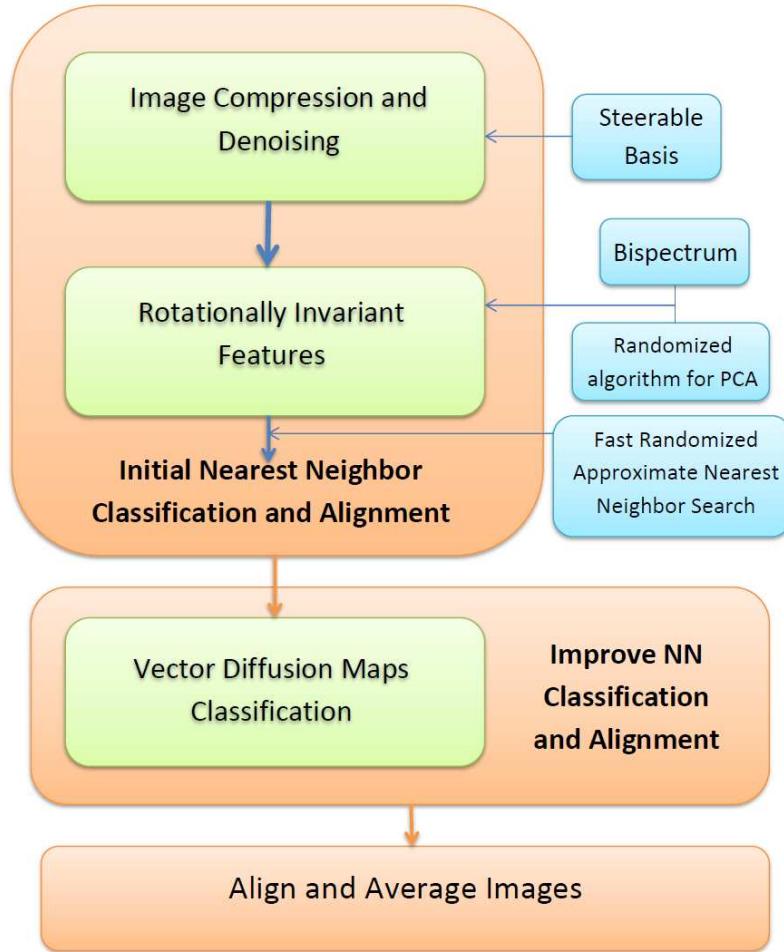 Image Compression and
Denoising
Steerable
Basis
Bispectrum
Rotationally Invariant
Features
Randomized
algorithm for PCA
Fast Randomized
Approximate Nearest
Neighbor Search
Initial Nearest Neighbor
Classification and Alignment
Vector Diffusion Maps
Classification
Improve NN
Classification
and Alignment
Align and Average Images